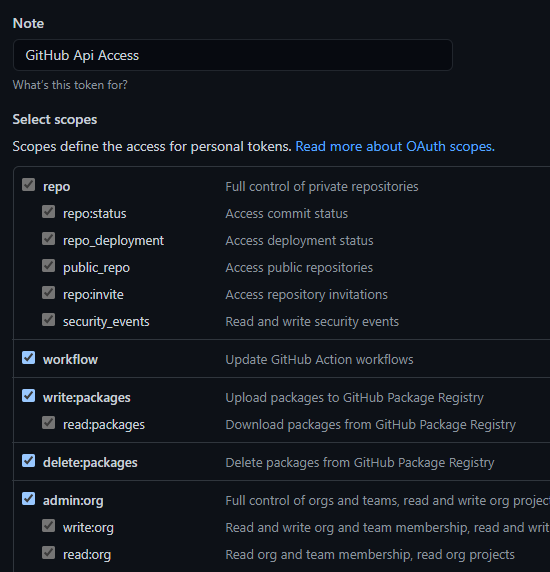 Note
GitHub Api Access
What's this token for?
Select scopes
Scopes define the access for personal tokens. Read more about OAuth scopes.
repo Full control of private repositories
repo:status Access commit status
repo_deployment Access deployment status
public_repo Access public repositories
repo:invite Access repository invitations
security_events Read and write security events
workflow Update GitHub Action workflows
write:packages Upload packages to GitHub Package Registry
read:packages Download packages from GitHub Package Registry
delete:packages Delete packages from GitHub Package Registry
admin:org Full control of orgs and teams, read and write org
write:org Read and write org and team membership, read and
read:org Read org and team membership, read org projects